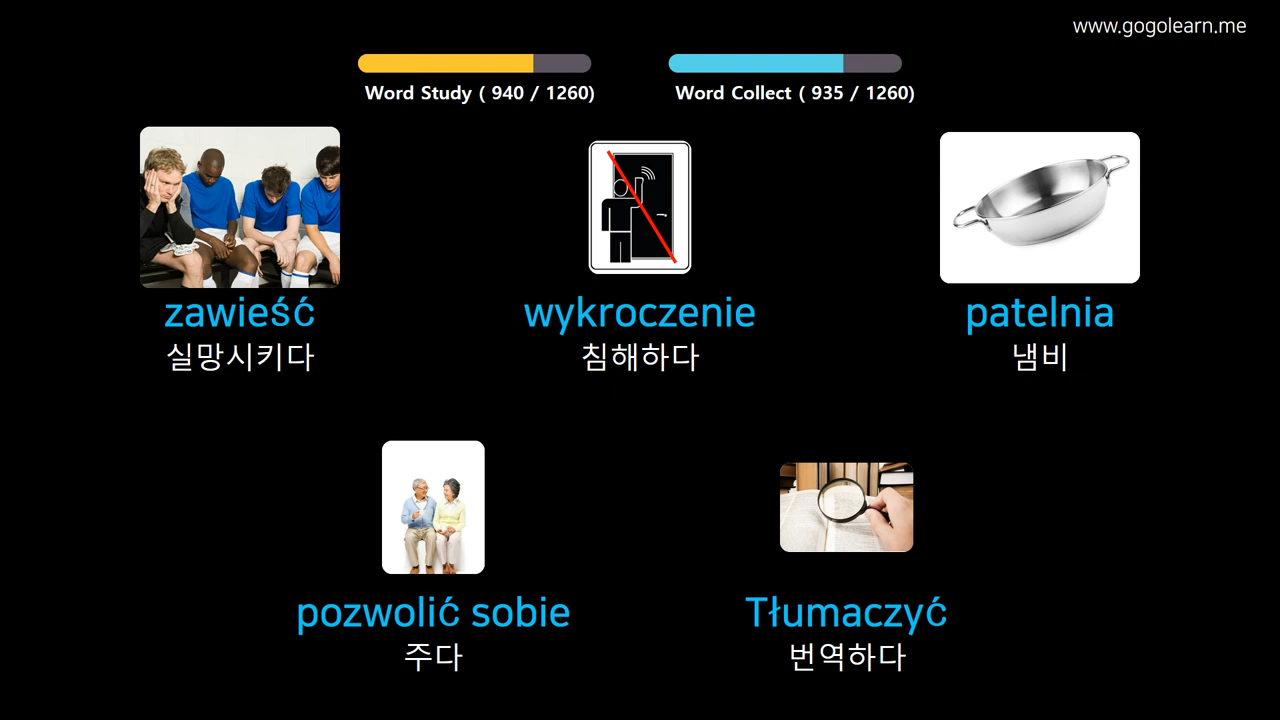 www.gogolearn.me
Word Study ( 940 / 1260)
Word Collect ( 935 / 1260)
zawieść
실망시키다
wykroczenie
침해하다
patelnia
냄비
pozwolić sobie
주다
Tłumaczyć
번역하다